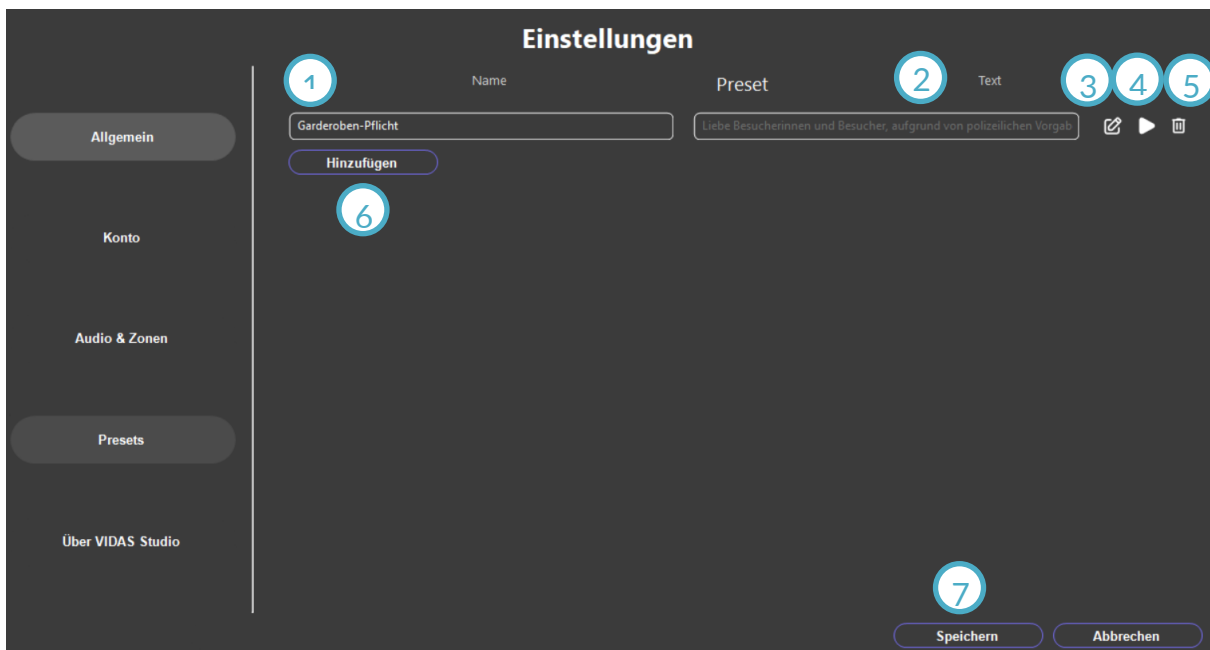 Einstellungen
1 Name Preset 2 Text 3 4 5
Allgemein
Garderoben-Pflicht
Liebe Besucherinnen und Besucher, aufgrund von polizeilichen Vorgab
Hinzufügen
6
Konto
Audio & Zonen
Presets
Über VIDAS Studio
7
Speichern Abbrechen